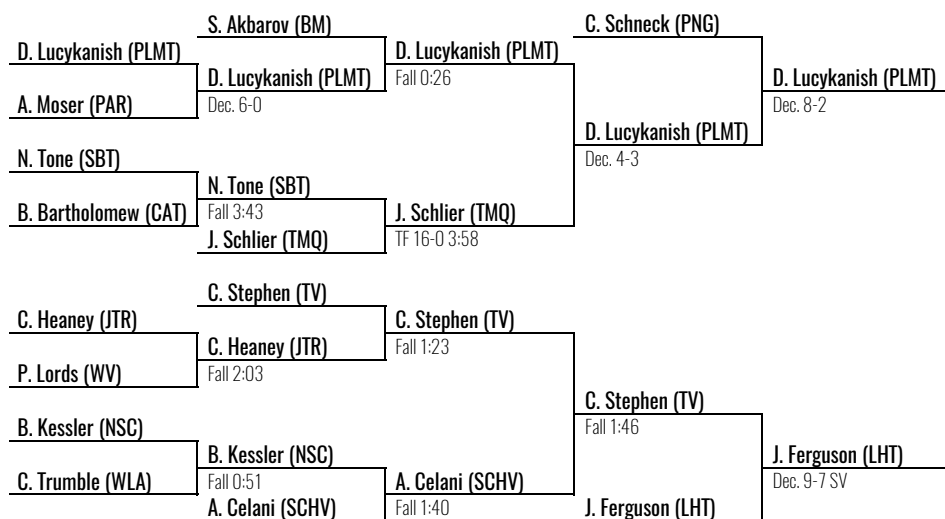 S. Akbarov (BM)
C. Schneck (PNG)
D. Lucykanish (PLMT)
D. Lucykanish (PLMT)
Fall 0:26
D. Lucykanish (PLMT)
Dec. 6-0
D. Lucykanish (PLMT)
Dec. 8-2
A. Moser (PAR)
D. Lucykanish (PLMT)
Dec. 4-3
N. Tone (SBT)
N. Tone (SBT)
Fall 3:43
B. Bartholomew (CAT)
J. Schlier (TMQ)
TF 16-0 3:58
J. Schlier (TMQ)
C. Stephen (TV)
C. Heaney (JTR)
C. Stephen (TV)
Fall 1:23
C. Heaney (JTR)
Fall 2:03
P. Lords (WV)
C. Stephen (TV)
Fall 1:46
B. Kessler (NSC)
B. Kessler (NSC)
Fall 0:51
J. Ferguson (LHT)
Dec. 9-7 SV
C. Trumble (WLA)
A. Celani (SCHV)
Fall 1:40
A. Celani (SCHV)
J. Ferguson (LHT)